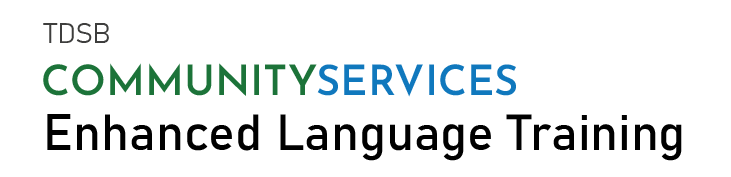 TDSB
COMMUNITYSERVICES
Enhanced Language Training